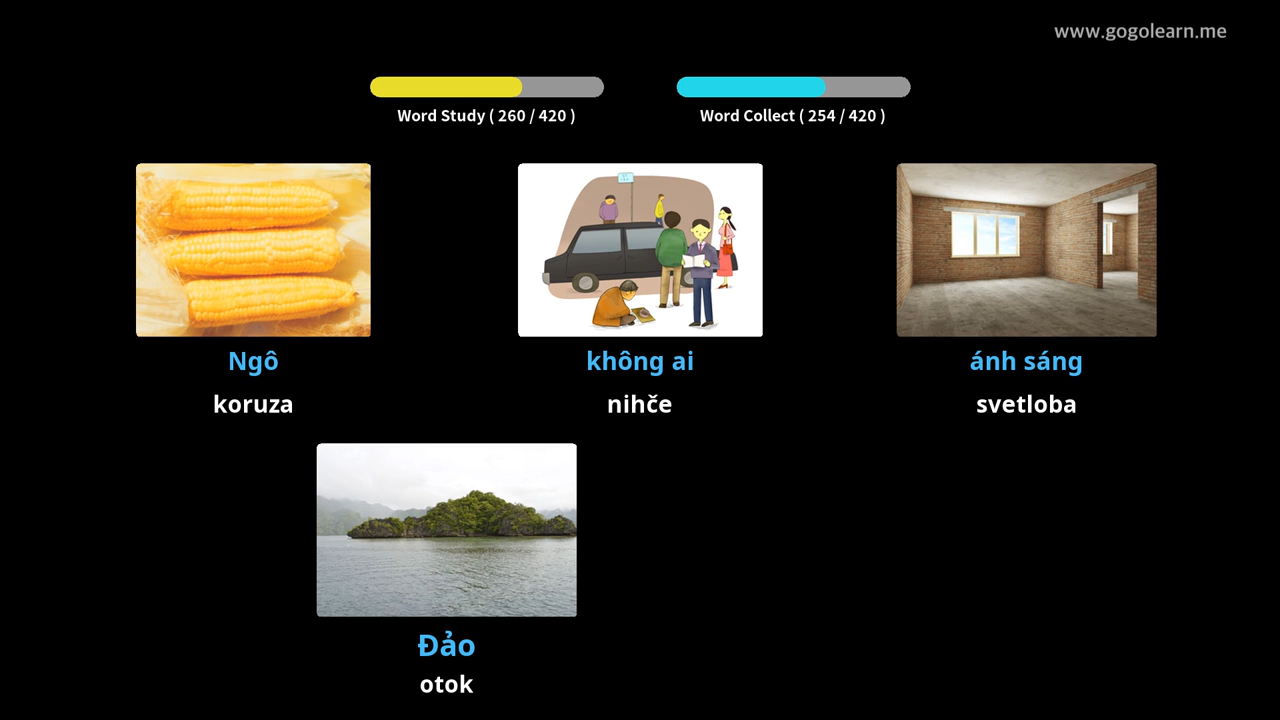 www.gogolearn.me
Word Study ( 260 / 420 )
Word Collect ( 254 / 420 )
Ngô
không ai
ánh sáng
koruza
nihče
svetloba
Đảo
otok